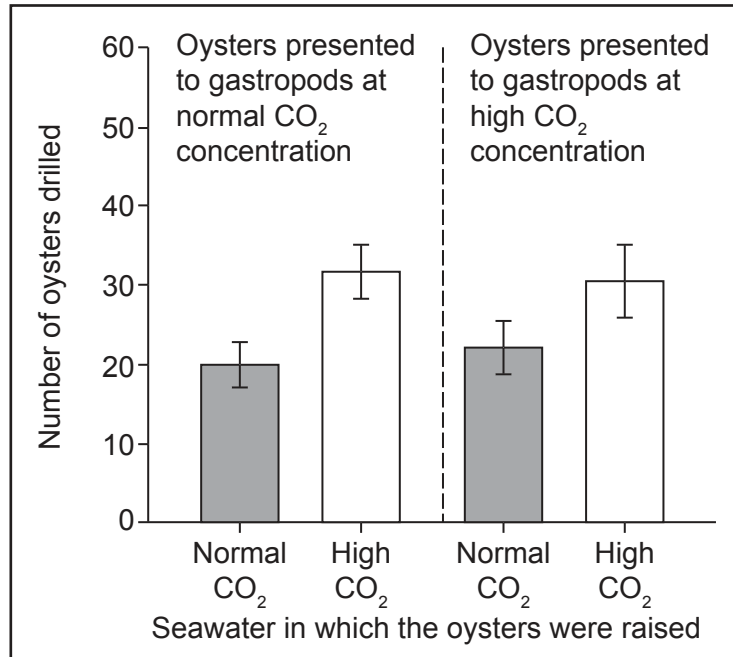 Oysters presented
to gastropods at
normal CO₂
concentration
Oysters presented
to gastropods at
high CO₂
concentration
Number of oysters drilled
60
50
40
30
20
10
0
Normal
CO₂
High
CO₂
Normal
CO₂
High
CO₂
Seawater in which the oysters were raised